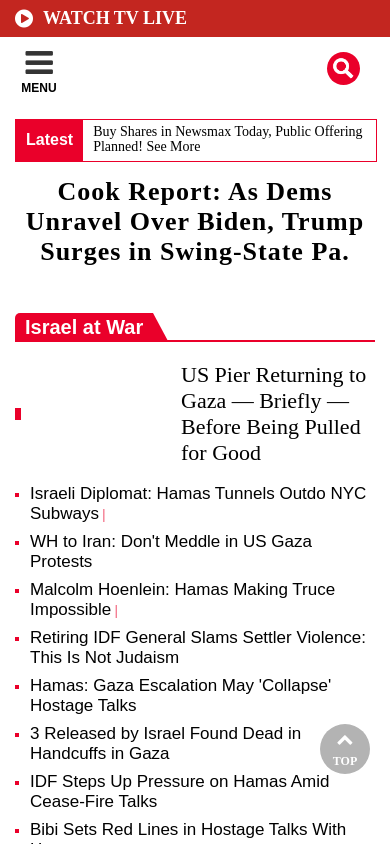 WATCH TV LIVE
MENU
Latest
Buy Shares in Newsmax Today, Public Offering
Planned! See More
Cook Report: As Dems
Unravel Over Biden, Trump
Surges in Swing-State Pa.
Israel at War
US Pier Returning to
Gaza — Briefly —
Before Being Pulled
for Good
Israeli Diplomat: Hamas Tunnels Outdo NYC
Subways |
WH to Iran: Don't Meddle in US Gaza
Protests
Malcolm Hoenlein: Hamas Making Truce
Impossible |
Retiring IDF General Slams Settler Violence:
This Is Not Judaism
Hamas: Gaza Escalation May 'Collapse'
Hostage Talks
3 Released by Israel Found Dead in
Handcuffs in Gaza
TOP
IDF Steps Up Pressure on Hamas Amid
Cease-Fire Talks
Bibi Sets Red Lines in Hostage Talks With